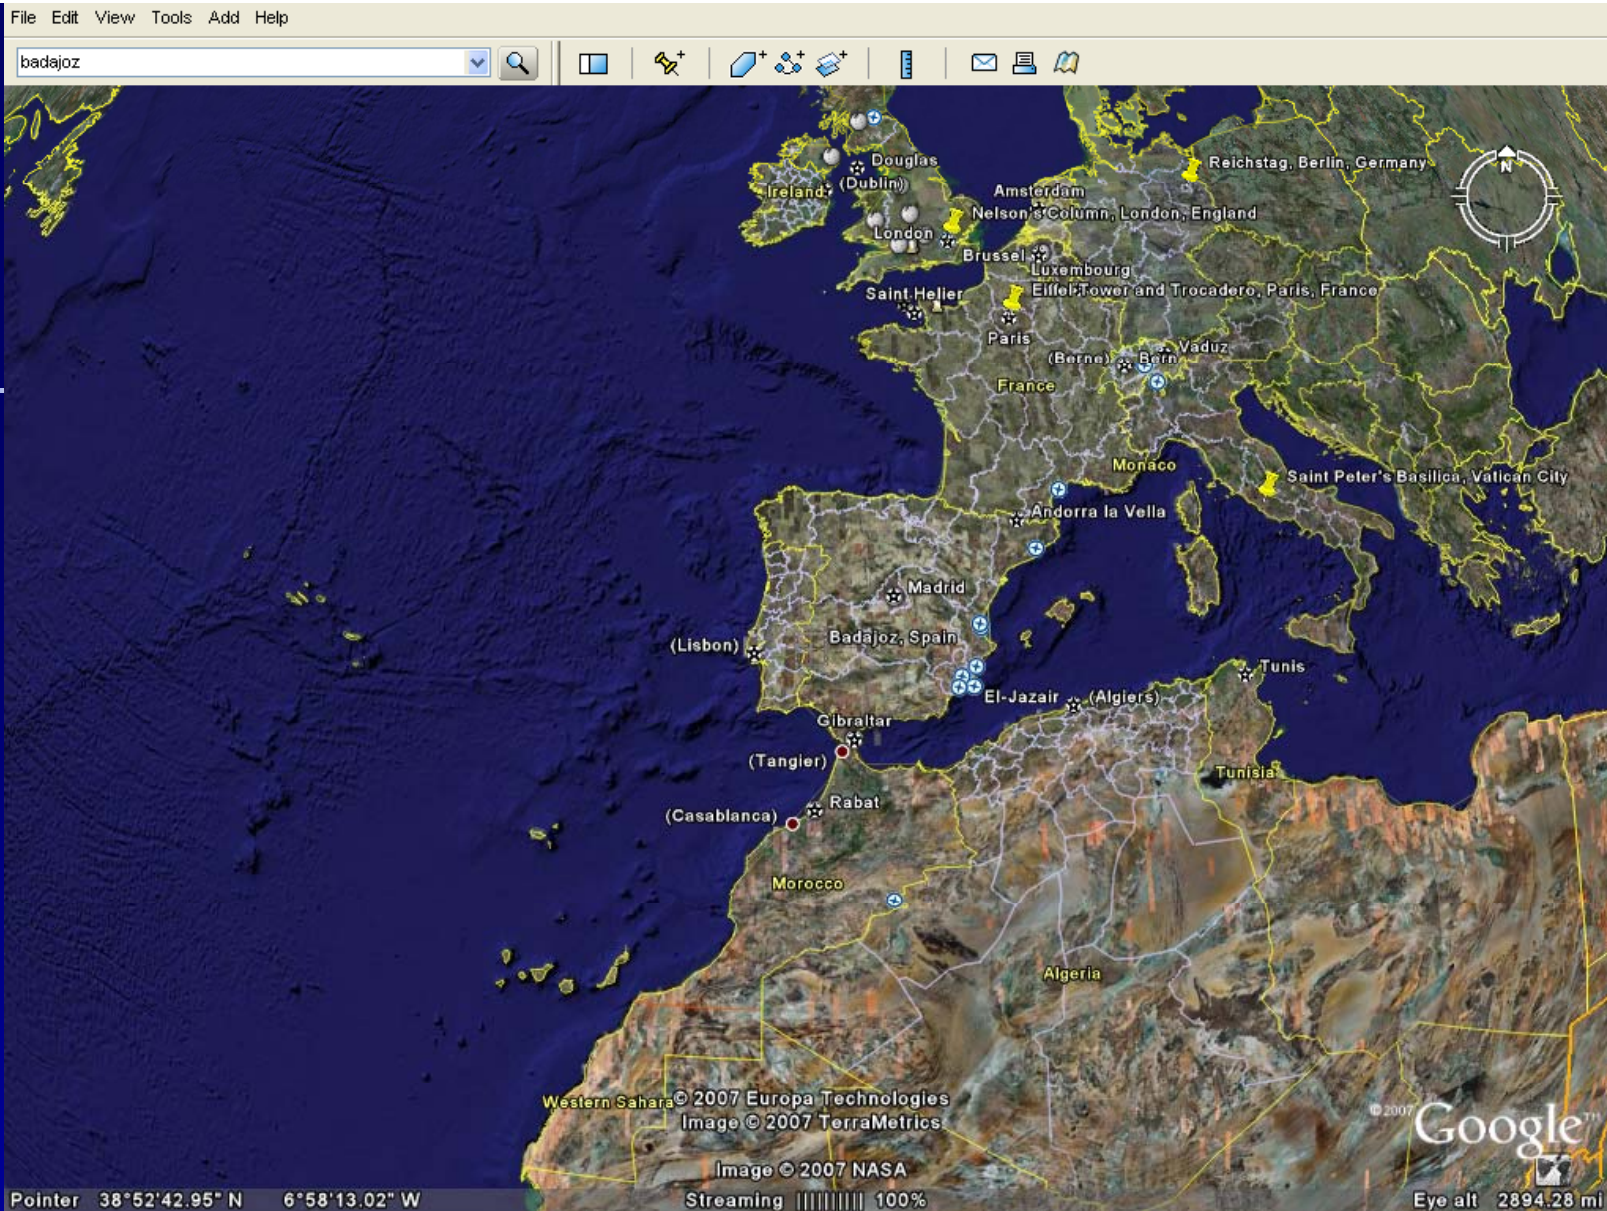 File Edit View Tools Add Help
badajoz
Douglas
Reichstag, Berlin, Germany
N
(Dublin)
Ireland
Amsterdam
Nelson's Column, London, England
London
Brussel
Luxembourg
Saint Helier
Eiffel Tower and Trocadero, Paris, France
Paris
Vaduz
(Berne) Bern
France
Monaco
Saint Peter's Basilica, Vatican City
Andorra la Vella
Madrid
Badajoz, Spain
(Lisbon)
Tunis
El-Jazair (Algiers)
Gibraltar
(Tangier)
Tunisia
Rabat
(Casablanca)
Morocco
Algeria
Western Sahara
© 2007 Europa Technologies
Image © 2007 TerraMetrics
©2007 Google™
Image © 2007 NASA
Pointer 38°52'42.95" N 6°58'13.02" W Streaming |||||||||| 100% Eye alt 2894.28 mi